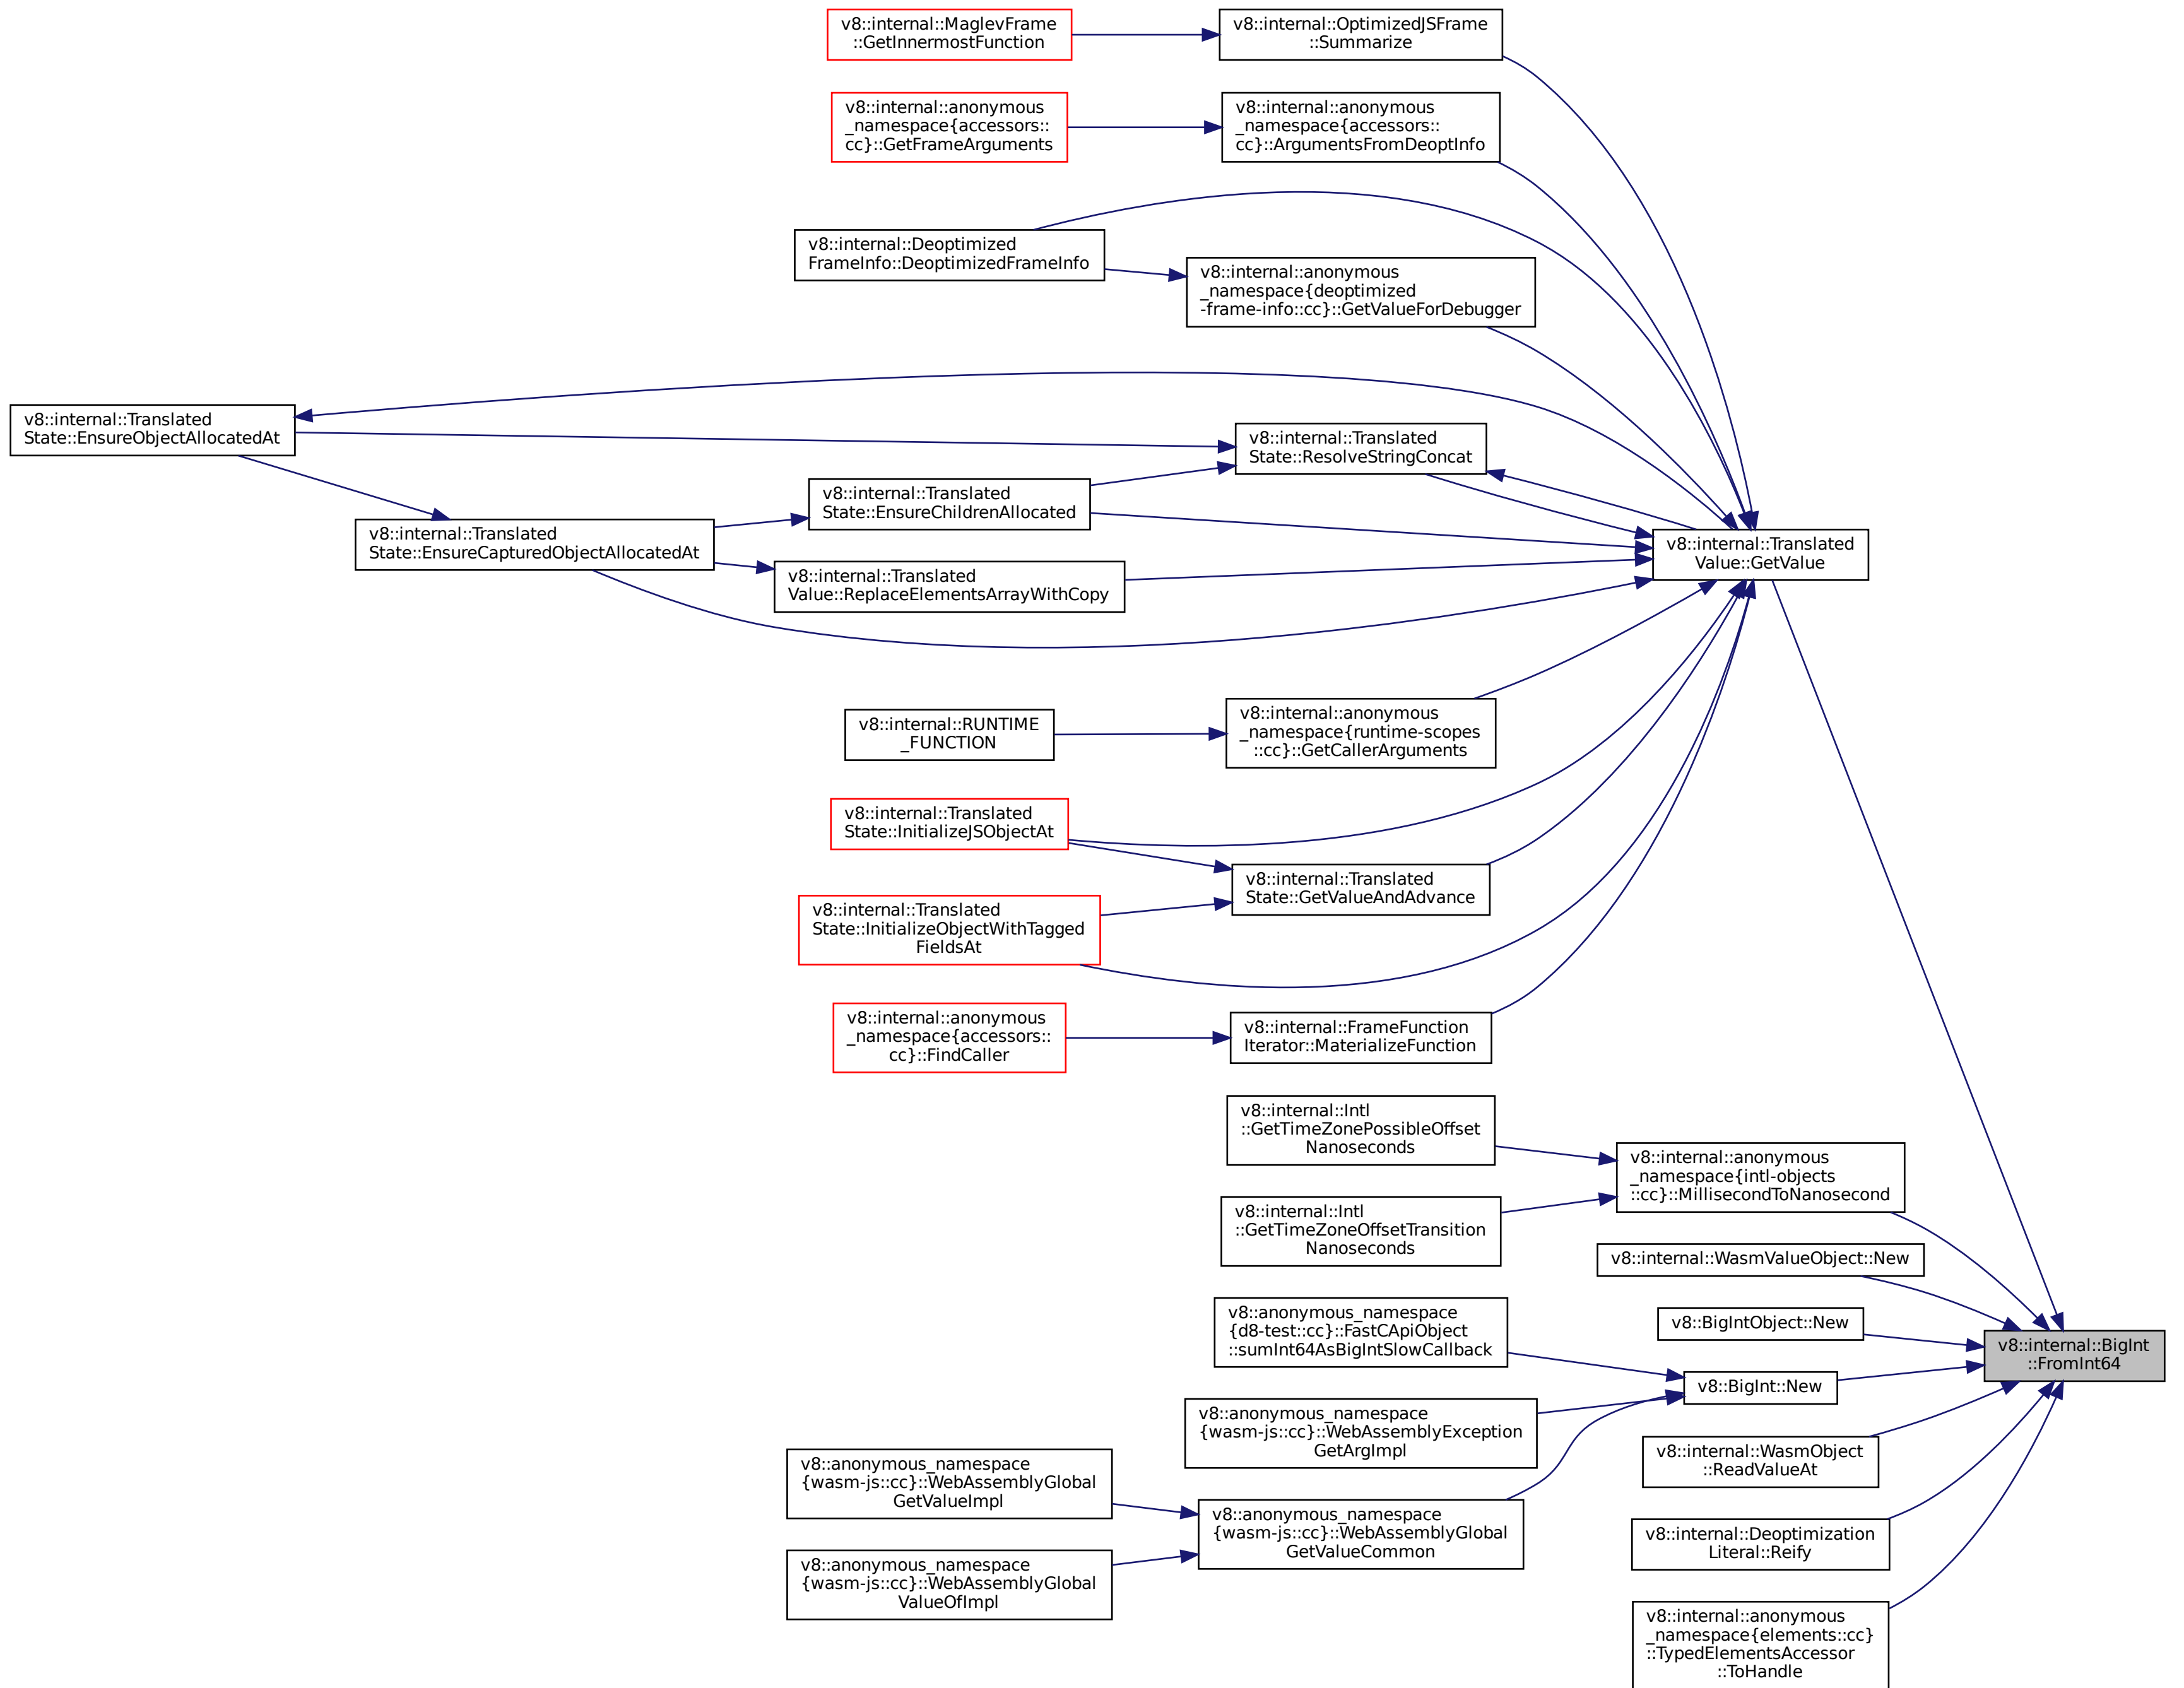 v8::internal::MaglevFrame
::GetInnermostFunction
v8::internal::OptimizedJSFrame
::Summarize
v8::internal::anonymous
_namespace{accessors::
cc}::GetFrameArguments
v8::internal::anonymous
_namespace{accessors::
cc}::ArgumentsFromDeoptInfo
v8::internal::Deoptimized
FrameInfo::DeoptimizedFrameInfo
v8::internal::anonymous
_namespace{deoptimized
-frame-info::cc}::GetValueForDebugger
v8::internal::Translated
State::EnsureObjectAllocatedAt
v8::internal::Translated
State::ResolveStringConcat
v8::internal::Translated
State::EnsureChildrenAllocated
v8::internal::Translated
State::EnsureCapturedObjectAllocatedAt
v8::internal::Translated
Value::GetValue
v8::internal::Translated
Value::ReplaceElementsArrayWithCopy
v8::internal::RUNTIME
_FUNCTION
v8::internal::anonymous
_namespace{runtime-scopes
::cc}::GetCallerArguments
v8::internal::Translated
State::InitializeJSObjectAt
v8::internal::Translated
State::GetValueAndAdvance
v8::internal::Translated
State::InitializeObjectWithTagged
FieldsAt
v8::internal::anonymous
_namespace{accessors::
cc}::FindCaller
v8::internal::FrameFunction
Iterator::MaterializeFunction
v8::internal::Intl
::GetTimeZonePossibleOffset
Nanoseconds
v8::internal::anonymous
_namespace{intl-objects
::cc}::MillisecondToNanosecond
v8::internal::Intl
::GetTimeZoneOffsetTransition
Nanoseconds
v8::internal::WasmValueObject::New
v8::anonymous_namespace
{d8-test::cc}::FastCApiObject
::sumInt64AsBigIntSlowCallback
v8::BigIntObject::New
v8::internal::BigInt
::FromInt64
v8::BigInt::New
v8::anonymous_namespace
{wasm-js::cc}::WebAssemblyException
GetArgImpl
v8::internal::WasmObject
::ReadValueAt
v8::anonymous_namespace
{wasm-js::cc}::WebAssemblyGlobal
GetValueImpl
v8::anonymous_namespace
{wasm-js::cc}::WebAssemblyGlobal
GetValueCommon
v8::internal::Deoptimization
Literal::Reify
v8::anonymous_namespace
{wasm-js::cc}::WebAssemblyGlobal
ValueOfImpl
v8::internal::anonymous
_namespace{elements::cc}
::TypedElementsAccessor
::ToHandle